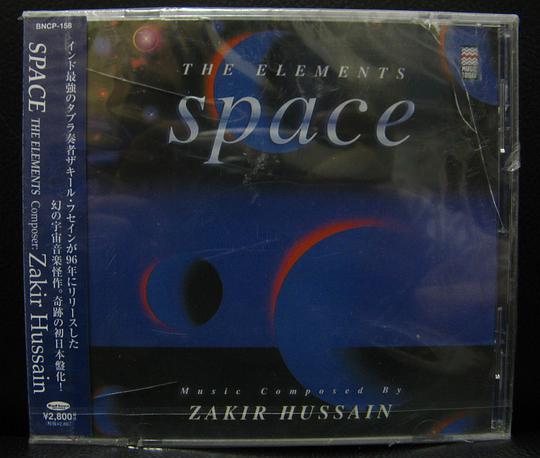 BNCP-158
インド最強のタブラ奏者ザキール・フセインが96年にリリースした
幻の宇宙音楽怪作。奇跡の初日本盤化!
SPACE THE ELEMENTS Composer: Zakir Hussain
¥2,800
THE ELEMENTS
space
MUSIC TODAY
Music Composed By
ZAKIR HUSSAIN